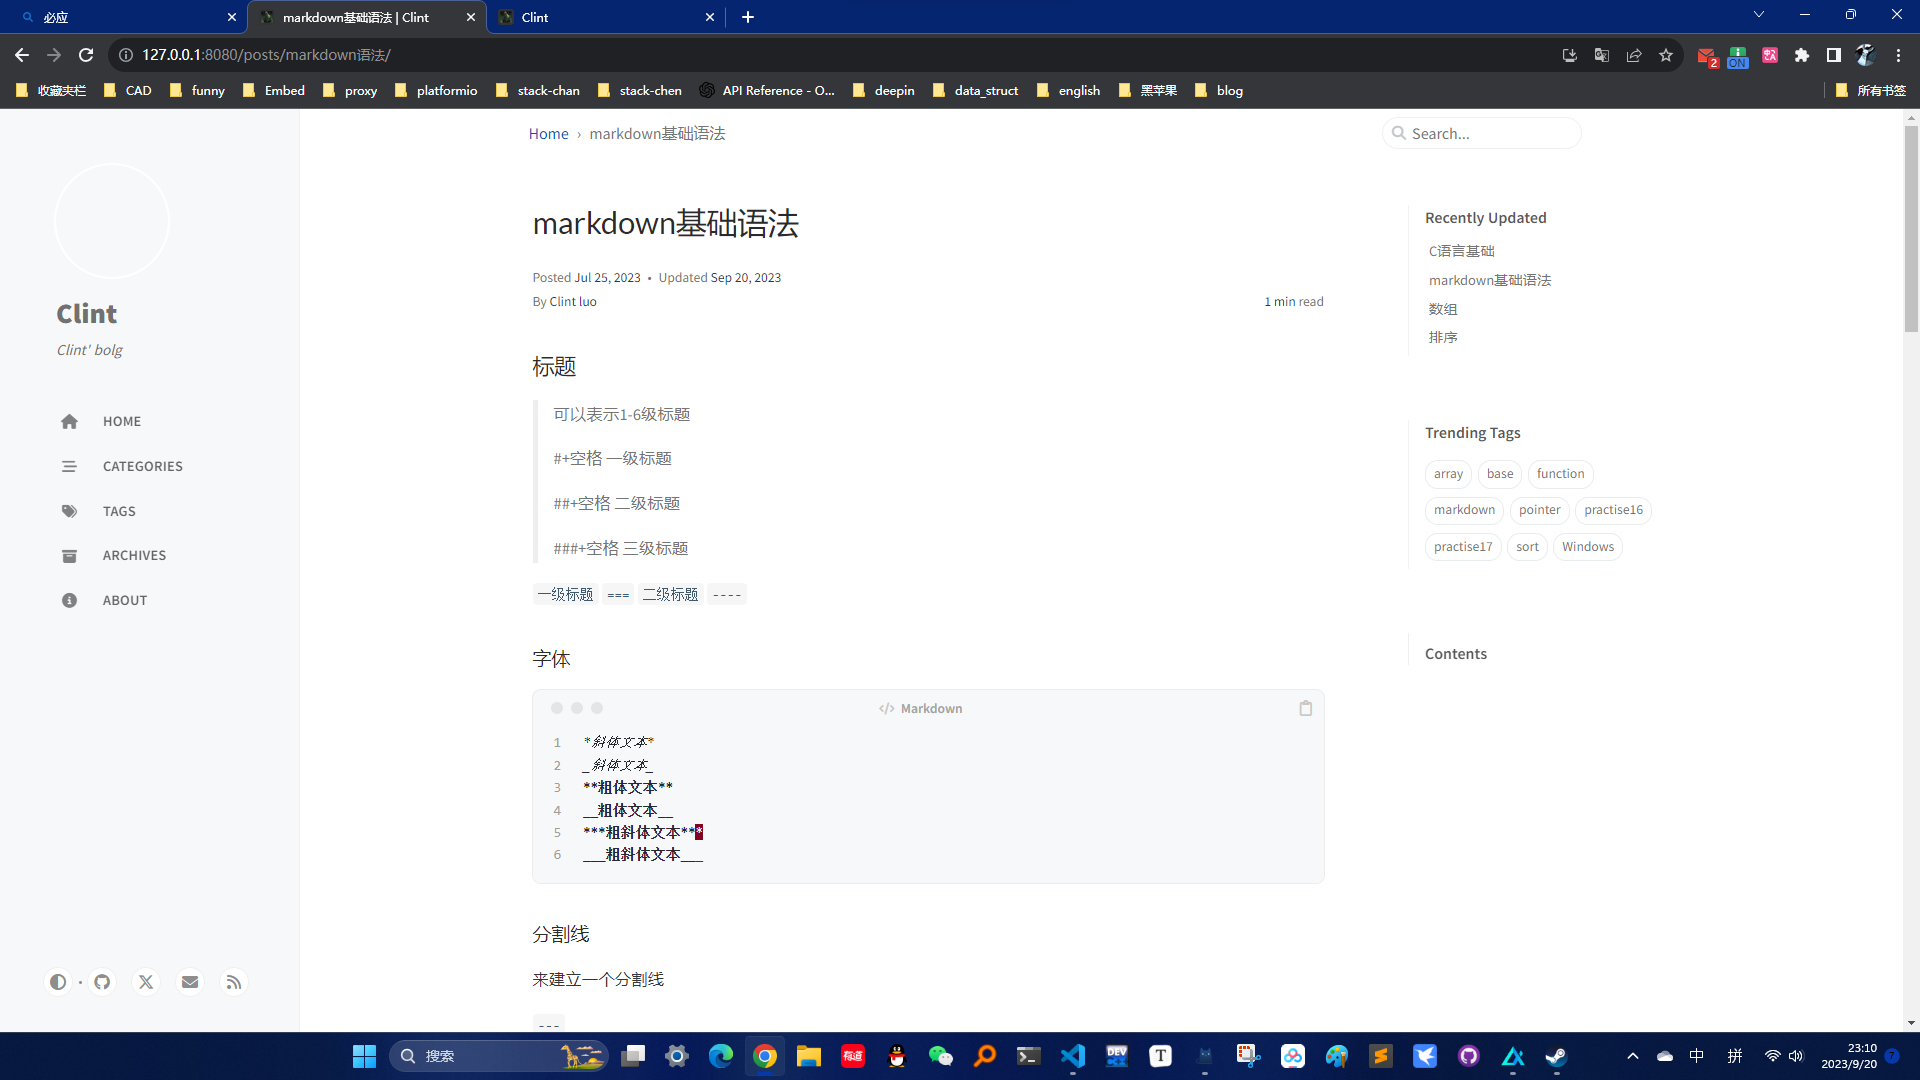 必应
markdown基础语法 | Clint
Clint
127.0.0.1:8080/posts/markdown语法/
2
ON
收藏夹栏
CAD
funny
Embed
proxy
platformio
stack-chan
stack-chen
API Reference - O...
deepin
data_struct
english
黑苹果
blog
所有书签
Clint
Clint' bolg
HOME
CATEGORIES
TAGS
ARCHIVES
ABOUT
Home › markdown基础语法
Search...
markdown基础语法
Posted Jul 25, 2023 • Updated Sep 20, 2023
By Clint luo
1 min read
标题
可以表示1-6级标题
#+空格 一级标题
##+空格 二级标题
###+空格 三级标题
一级标题 === 二级标题 ----
字体
Markdown
1 *斜体文本*
2 _斜体文本_
3 **粗体文本**
4 __粗体文本__
5 ***粗斜体文本***
6 ___粗斜体文本___
分割线
来建立一个分割线
---
Recently Updated
C语言基础
markdown基础语法
数组
排序
Trending Tags
array base function
markdown pointer practise16
practise17 sort Windows
Contents
搜索
有道
DEV
T
中
拼
23:10
2023/9/20
7